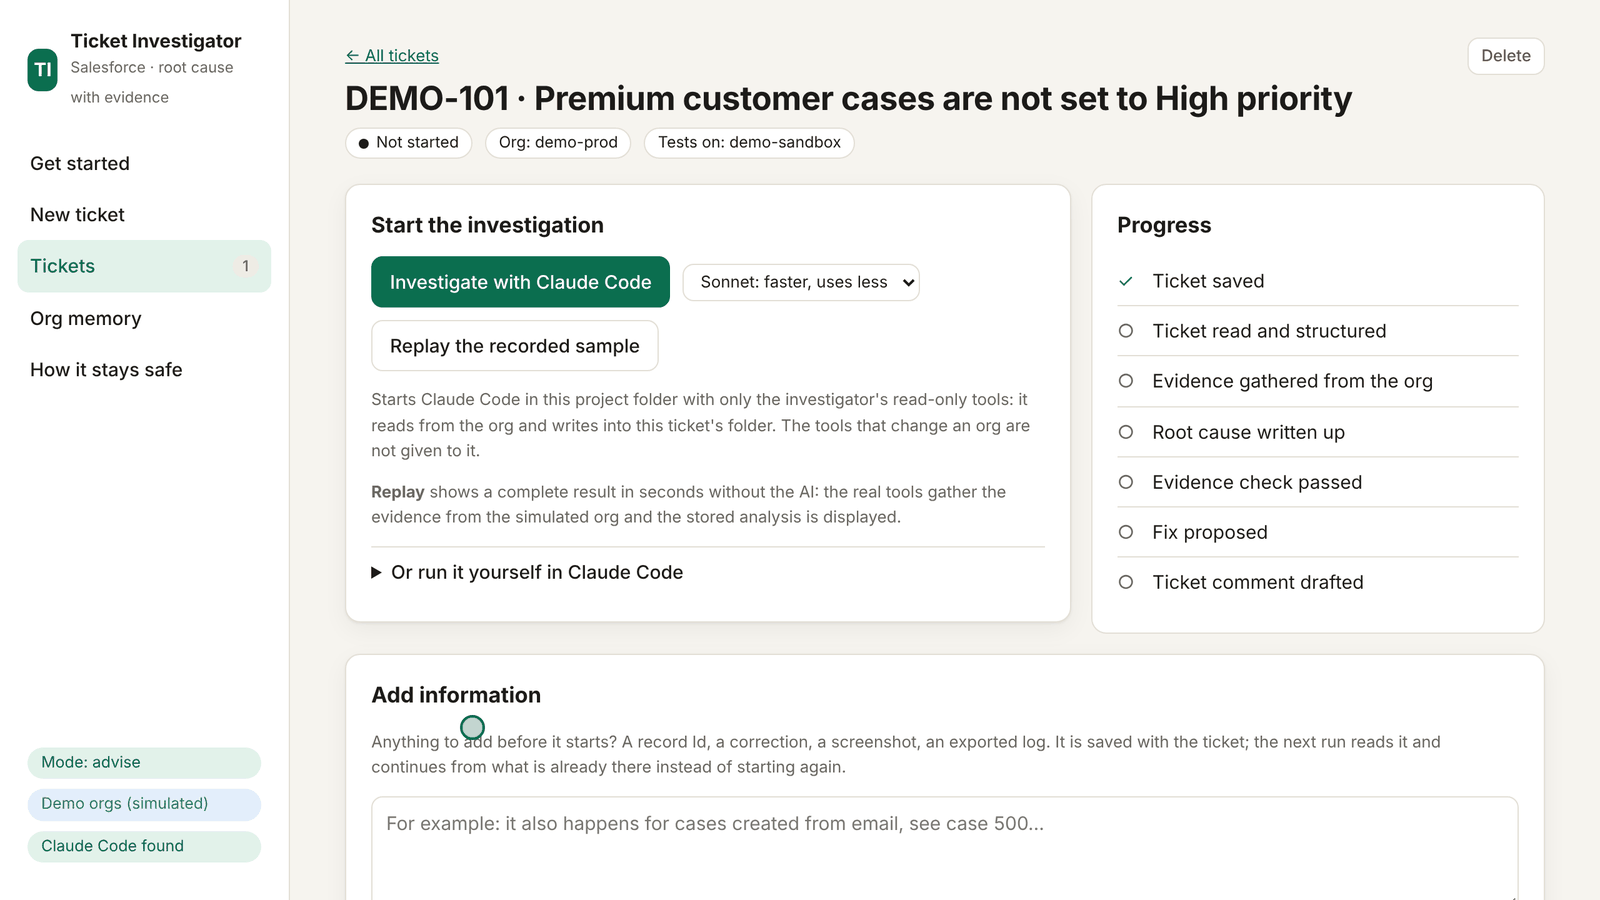 TI
Ticket Investigator
Salesforce · root cause
with evidence
Get started
New ticket
Tickets 1
Org memory
How it stays safe
Mode: advise
Demo orgs (simulated)
Claude Code found
← All tickets
Delete
DEMO-101 · Premium customer cases are not set to High priority
Not started
Org: demo-prod
Tests on: demo-sandbox
Start the investigation
Investigate with Claude Code
Sonnet: faster, uses less
Replay the recorded sample
Starts Claude Code in this project folder with only the investigator's read-only tools: it
reads from the org and writes into this ticket's folder. The tools that change an org are
not given to it.
Replay shows a complete result in seconds without the AI: the real tools gather the
evidence from the simulated org and the stored analysis is displayed.
Or run it yourself in Claude Code
Progress
Ticket saved
Ticket read and structured
Evidence gathered from the org
Root cause written up
Evidence check passed
Fix proposed
Ticket comment drafted
Add information
Anything to add before it starts? A record Id, a correction, a screenshot, an exported log. It is saved with the ticket; the next run reads it and
continues from what is already there instead of starting again.
For example: it also happens for cases created from email, see case 500...